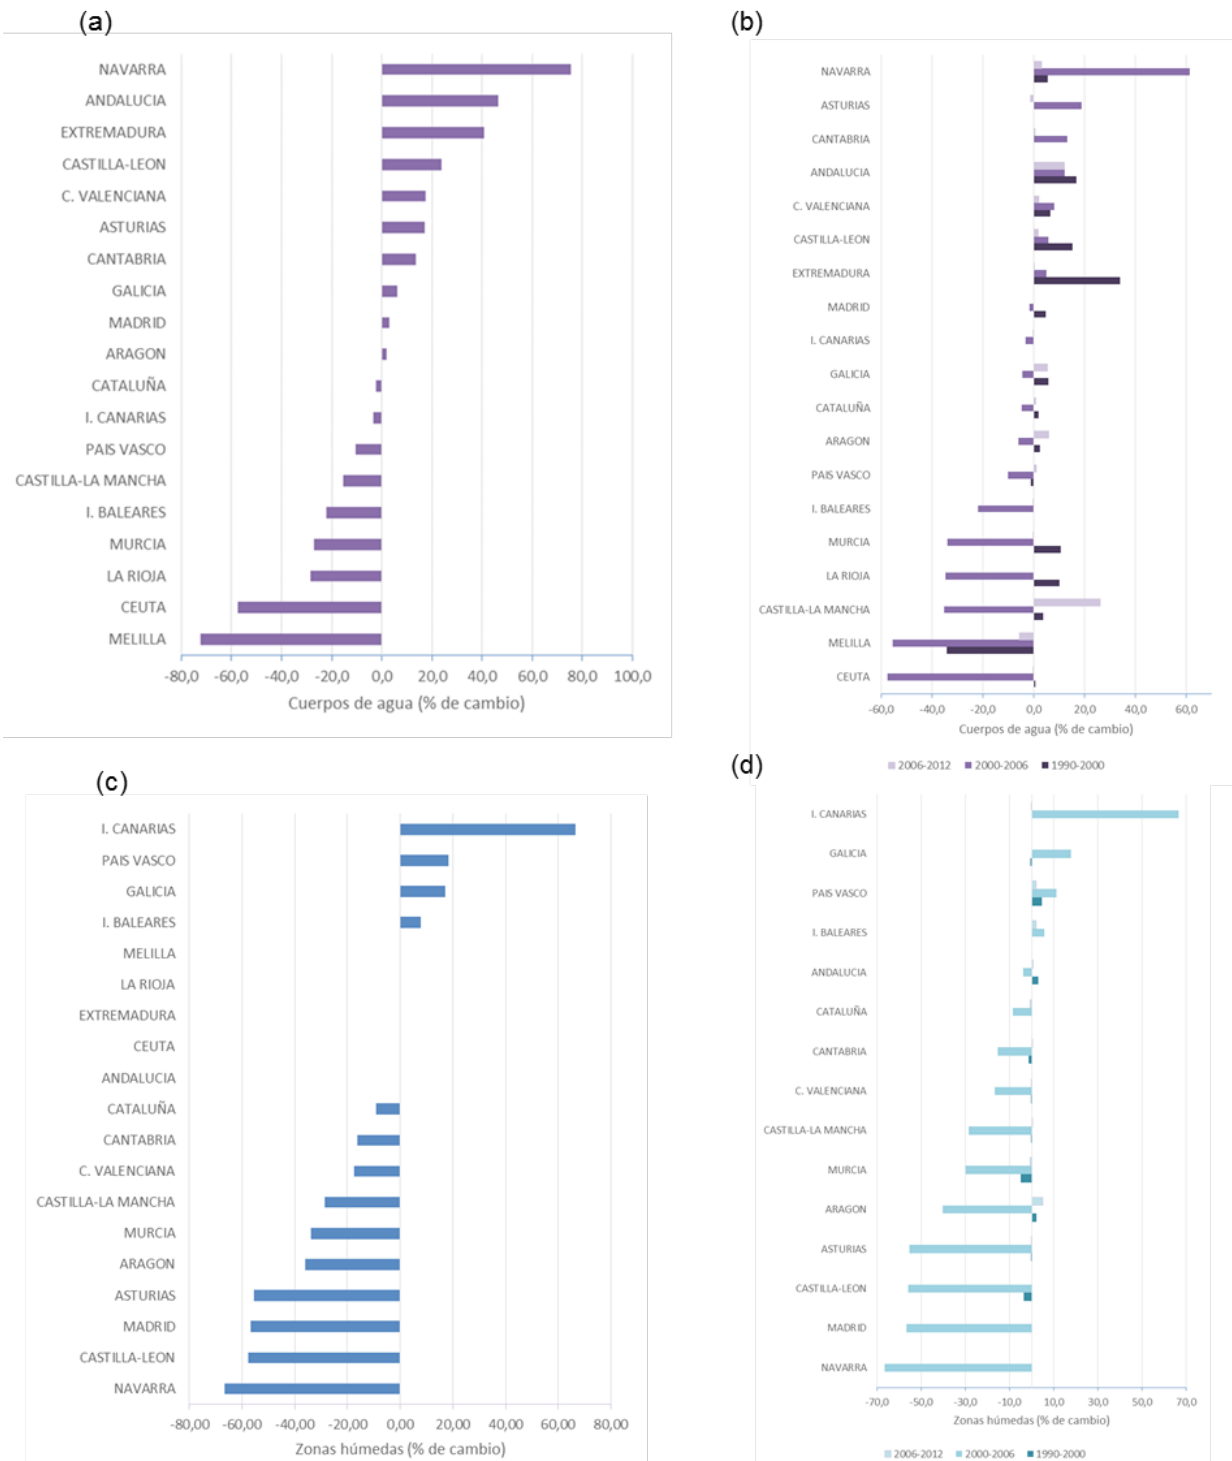 (a)
NAVARRA
ANDALUCIA
EXTREMADURA
CASTILLA-LEON
C. VALENCIANA
ASTURIAS
CANTABRIA
GALICIA
MADRID
ARAGON
CATALUÑA
I. CANARIAS
PAIS VASCO
CASTILLA-LA MANCHA
I. BALEARES
MURCIA
LA RIOJA
CEUTA
MELILLA
-80,0 -60,0 -40,0 -20,0 0,0 20,0 40,0 60,0 80,0 100,0
Cuerpos de agua (% de cambio)
(b)
NAVARRA
ASTURIAS
CANTABRIA
ANDALUCIA
C. VALENCIANA
CASTILLA-LEON
EXTREMADURA
MADRID
I. CANARIAS
GALICIA
CATALUÑA
ARAGON
PAIS VASCO
I. BALEARES
MURCIA
LA RIOJA
CASTILLA-LA MANCHA
MELILLA
CEUTA
-60,0 -40,0 -20,0 0,0 20,0 40,0 60,0
Cuerpos de agua (% de cambio)
2006-2012 2000-2006 1990-2000
(c)
I. CANARIAS
PAIS VASCO
GALICIA
I. BALEARES
MELILLA
LA RIOJA
EXTREMADURA
CEUTA
ANDALUCIA
CATALUÑA
CANTABRIA
C. VALENCIANA
CASTILLA-LA MANCHA
MURCIA
ARAGON
ASTURIAS
MADRID
CASTILLA-LEON
NAVARRA
-80,00 -60,00 -40,00 -20,00 0,00 20,00 40,00 60,00 80,00
Zonas húmedas (% de cambio)
(d)
I. CANARIAS
GALICIA
PAIS VASCO
I. BALEARES
ANDALUCIA
CATALUÑA
CANTABRIA
C. VALENCIANA
CASTILLA-LA MANCHA
MURCIA
ARAGON
ASTURIAS
CASTILLA-LEON
MADRID
NAVARRA
-70,0 -50,0 -30,0 -10,0 10,0 30,0 50,0 70,0
Zonas húmedas (% de cambio)
2006-2012 2000-2006 1990-2000